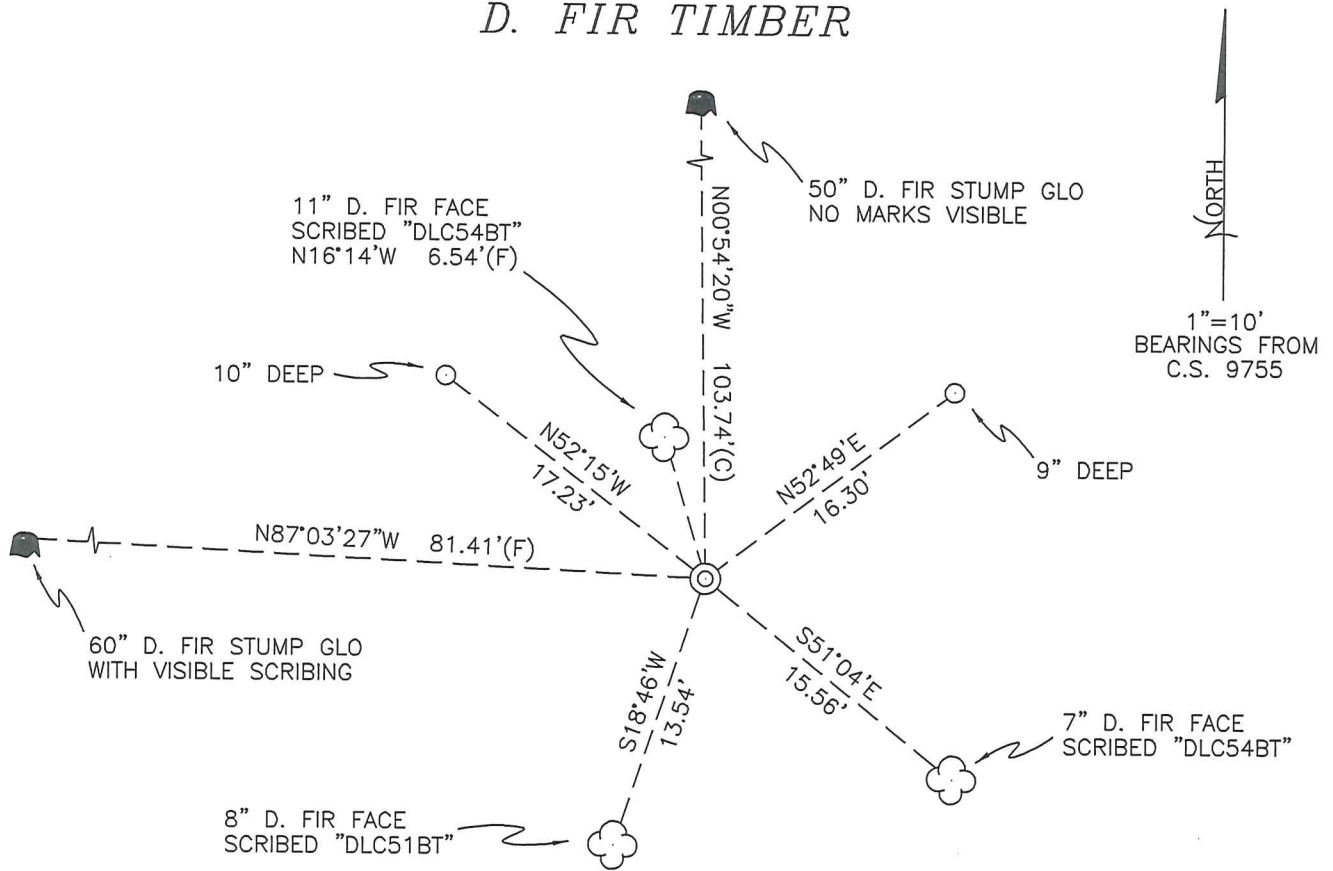 D. FIR TIMBER
50" D. FIR STUMP GLO
NO MARKS VISIBLE
NORTH
1"=10'
BEARINGS FROM
C.S. 9755
11" D. FIR FACE
SCRIBED "DLC54BT"
N16°14'W 6.54'(F)
N00°54'20"W 103.74'(C)
10" DEEP
N52°15'W
17.23'
N52°49'E
16.30'
9" DEEP
N87°03'27"W 81.41'(F)
60" D. FIR STUMP GLO
WITH VISIBLE SCRIBING
S18°46'W
13.54'
S51°04'E
15.56'
7" D. FIR FACE
SCRIBED "DLC54BT"
8" D. FIR FACE
SCRIBED "DLC51BT"